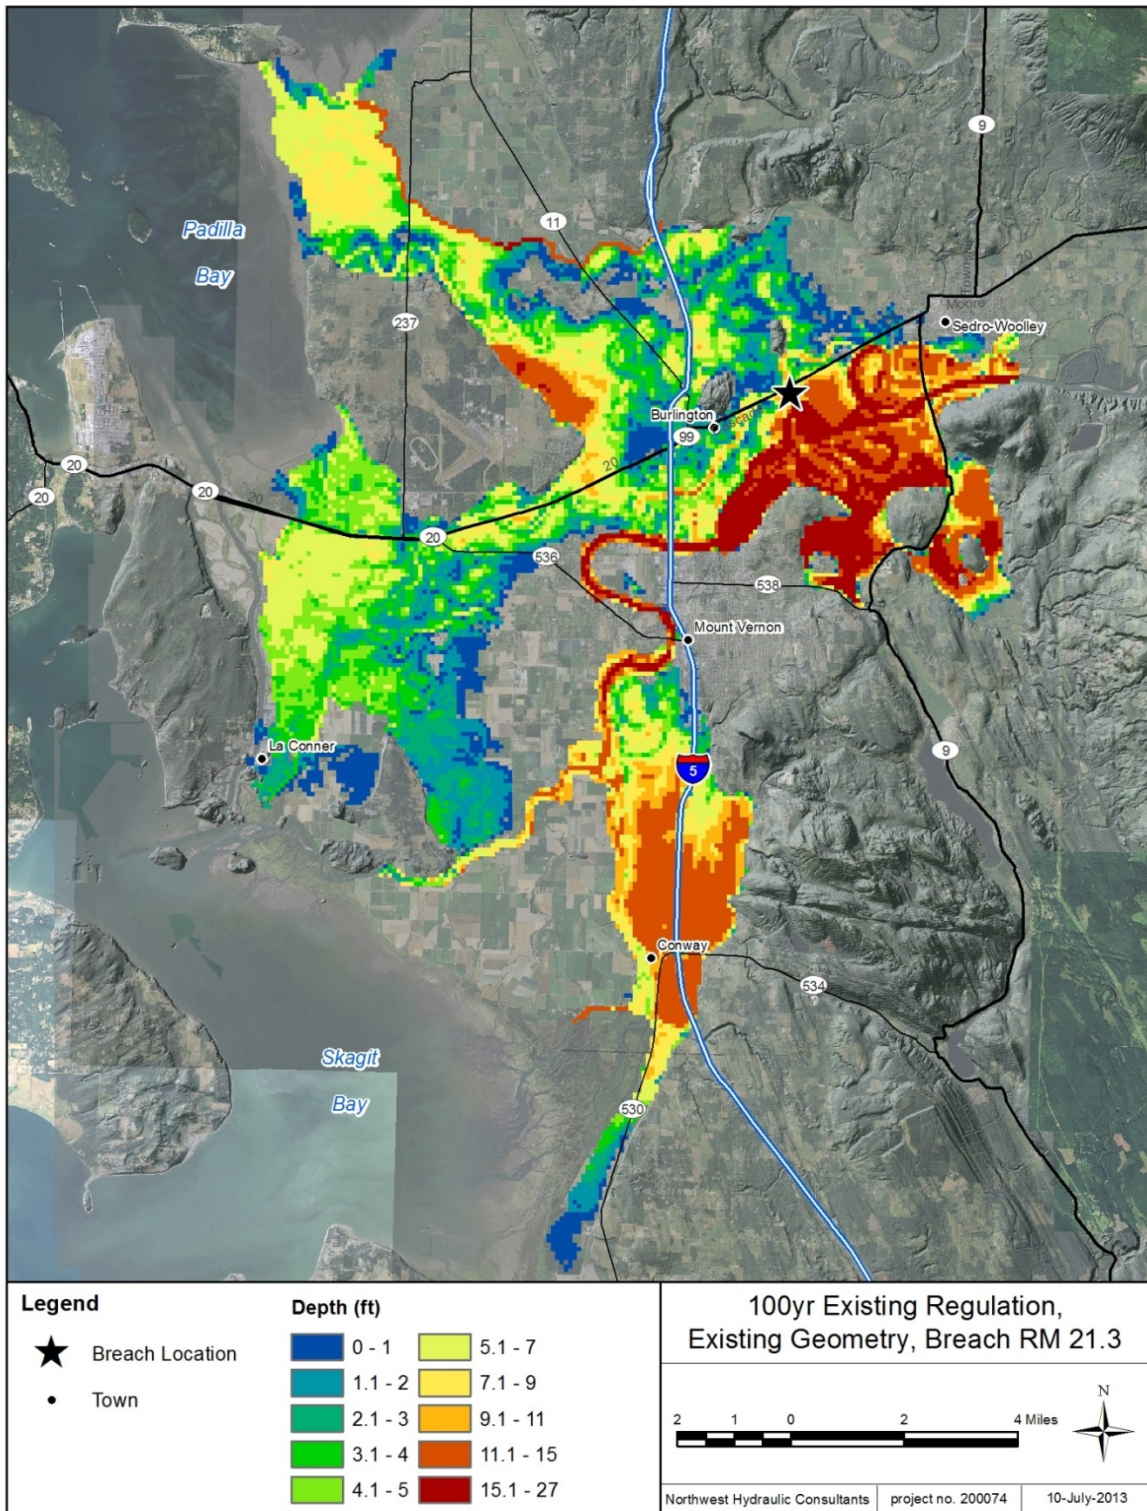 9
11
Padilla
Bay
20
Moore
Sedro-Woolley
237
Burlington
99
20
20
20
20
20
536
538
Mount Vernon
La Conner
9
5
Conway
534
Skagit
Bay
530
Legend
Breach Location
Town
Depth (ft)
0 - 1
1.1 - 2
2.1 - 3
3.1 - 4
4.1 - 5
5.1 - 7
7.1 - 9
9.1 - 11
11.1 - 15
15.1 - 27
100yr Existing Regulation,
Existing Geometry, Breach RM 21.3
2 1 0 2 4 Miles
N
Northwest Hydraulic Consultants project no. 200074 10-July-2013